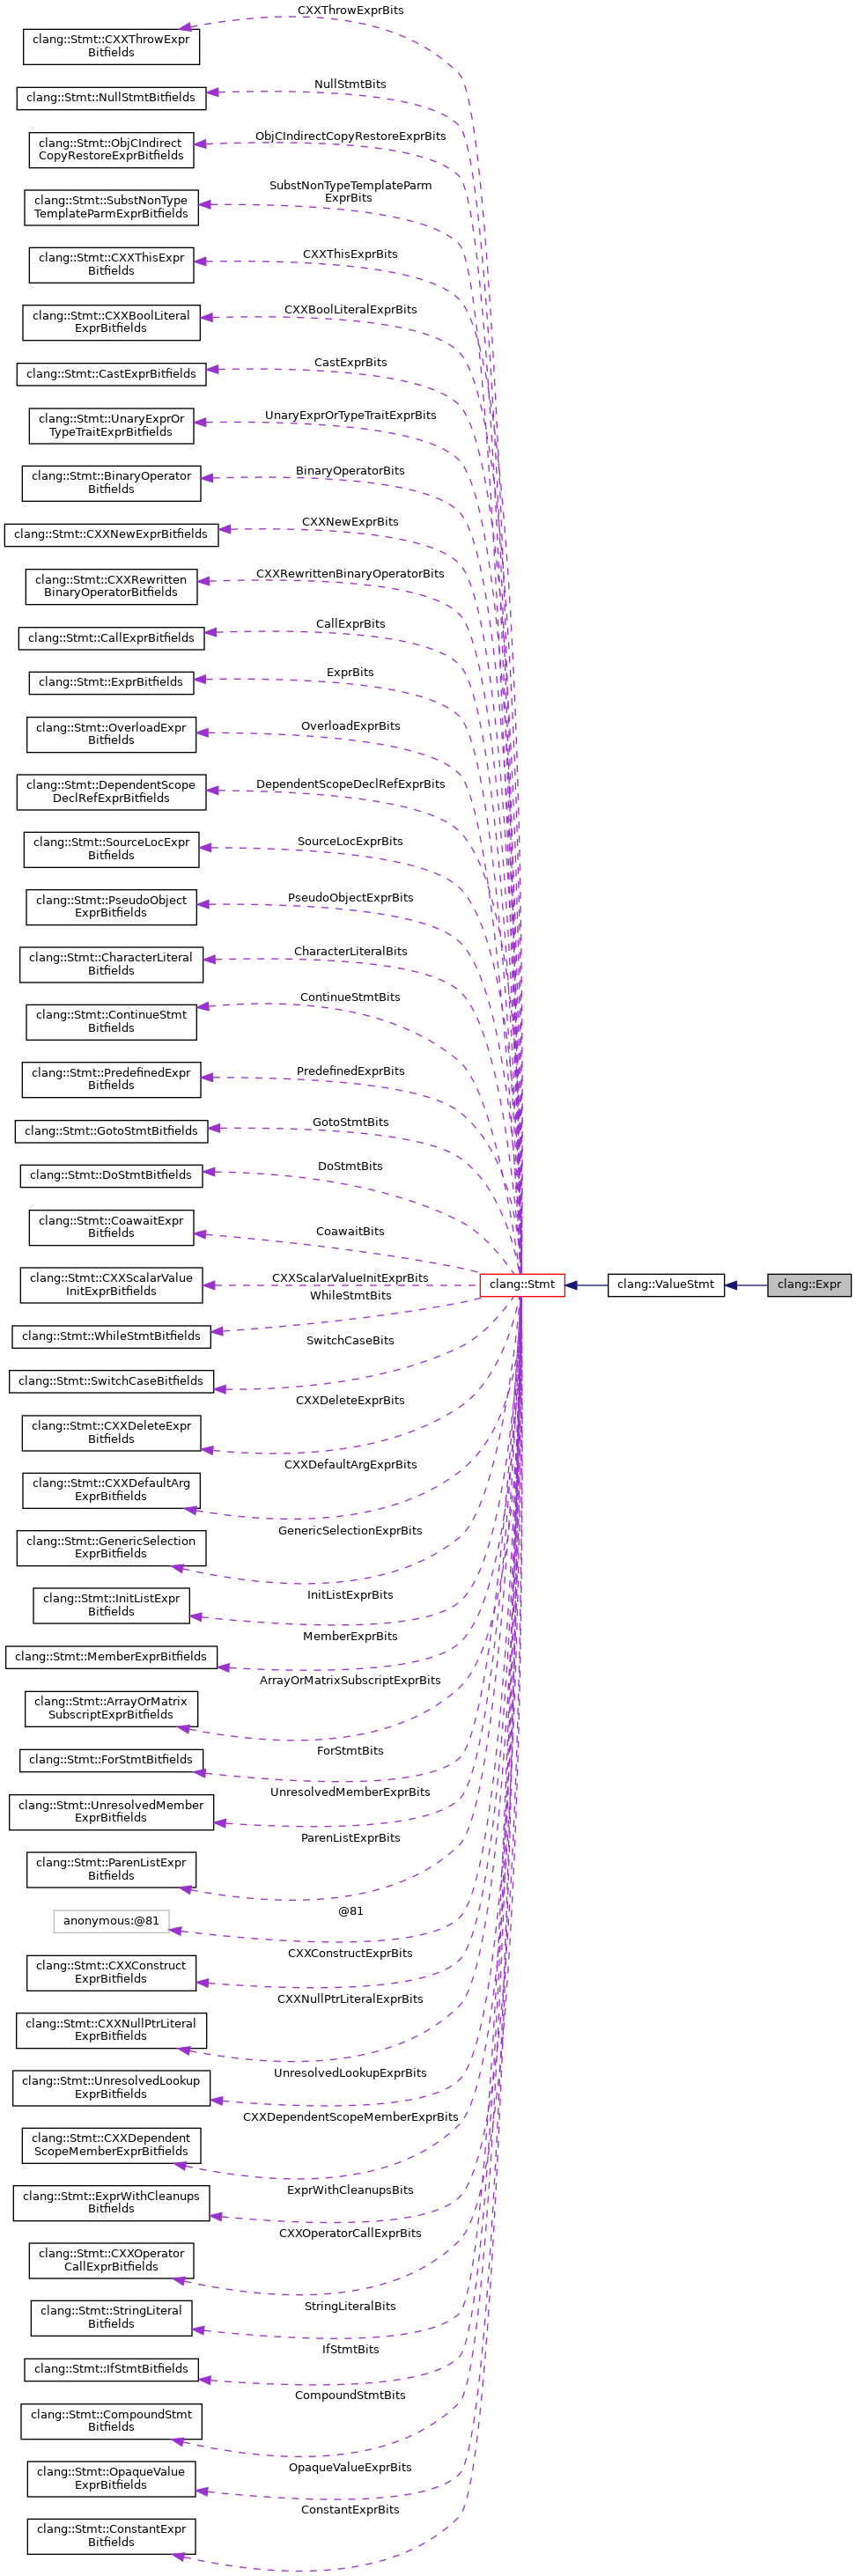 CXXThrowExprBits
clang::Stmt::CXXThrowExpr
Bitfields
NullStmtBits
clang::Stmt::NullStmtBitfields
ObjCIndirectCopyRestoreExprBits
clang::Stmt::ObjCIndirect
CopyRestoreExprBitfields
SubstNonTypeTemplateParm
ExprBits
clang::Stmt::SubstNonType
TemplateParmExprBitfields
CXXThisExprBits
clang::Stmt::CXXThisExpr
Bitfields
CXXBoolLiteralExprBits
clang::Stmt::CXXBoolLiteral
ExprBitfields
CastExprBits
clang::Stmt::CastExprBitfields
UnaryExprOrTypeTraitExprBits
clang::Stmt::UnaryExprOr
TypeTraitExprBitfields
BinaryOperatorBits
clang::Stmt::BinaryOperator
Bitfields
CXXNewExprBits
clang::Stmt::CXXNewExprBitfields
CXXRewrittenBinaryOperatorBits
clang::Stmt::CXXRewritten
BinaryOperatorBitfields
CallExprBits
clang::Stmt::CallExprBitfields
ExprBits
clang::Stmt::ExprBitfields
OverloadExprBits
clang::Stmt::OverloadExpr
Bitfields
DependentScopeDeclRefExprBits
clang::Stmt::DependentScope
DeclRefExprBitfields
SourceLocExprBits
clang::Stmt::SourceLocExpr
Bitfields
PseudoObjectExprBits
clang::Stmt::PseudoObject
ExprBitfields
CharacterLiteralBits
clang::Stmt::CharacterLiteral
Bitfields
ContinueStmtBits
clang::Stmt::ContinueStmt
Bitfields
PredefinedExprBits
clang::Stmt::PredefinedExpr
Bitfields
GotoStmtBits
clang::Stmt::GotoStmtBitfields
DoStmtBits
clang::Stmt::DoStmtBitfields
CoawaitBits
clang::Stmt::CoawaitExpr
Bitfields
CXXScalarValueInitExprBits
clang::Stmt::CXXScalarValue
InitExprBitfields
clang::Stmt
clang::ValueStmt
clang::Expr
WhileStmtBits
clang::Stmt::WhileStmtBitfields
SwitchCaseBits
clang::Stmt::SwitchCaseBitfields
CXXDeleteExprBits
clang::Stmt::CXXDeleteExpr
Bitfields
CXXDefaultArgExprBits
clang::Stmt::CXXDefaultArg
ExprBitfields
GenericSelectionExprBits
clang::Stmt::GenericSelection
ExprBitfields
InitListExprBits
clang::Stmt::InitListExpr
Bitfields
MemberExprBits
clang::Stmt::MemberExprBitfields
ArrayOrMatrixSubscriptExprBits
clang::Stmt::ArrayOrMatrix
SubscriptExprBitfields
ForStmtBits
clang::Stmt::ForStmtBitfields
UnresolvedMemberExprBits
clang::Stmt::UnresolvedMember
ExprBitfields
ParenListExprBits
clang::Stmt::ParenListExpr
Bitfields
@81
anonymous:@81
CXXConstructExprBits
clang::Stmt::CXXConstruct
ExprBitfields
CXXNullPtrLiteralExprBits
clang::Stmt::CXXNullPtrLiteral
ExprBitfields
UnresolvedLookupExprBits
clang::Stmt::UnresolvedLookup
ExprBitfields
CXXDependentScopeMemberExprBits
clang::Stmt::CXXDependent
ScopeMemberExprBitfields
ExprWithCleanupsBits
clang::Stmt::ExprWithCleanups
Bitfields
CXXOperatorCallExprBits
clang::Stmt::CXXOperator
CallExprBitfields
StringLiteralBits
clang::Stmt::StringLiteral
Bitfields
IfStmtBits
clang::Stmt::IfStmtBitfields
CompoundStmtBits
clang::Stmt::CompoundStmt
Bitfields
OpaqueValueExprBits
clang::Stmt::OpaqueValue
ExprBitfields
ConstantExprBits
clang::Stmt::ConstantExpr
Bitfields